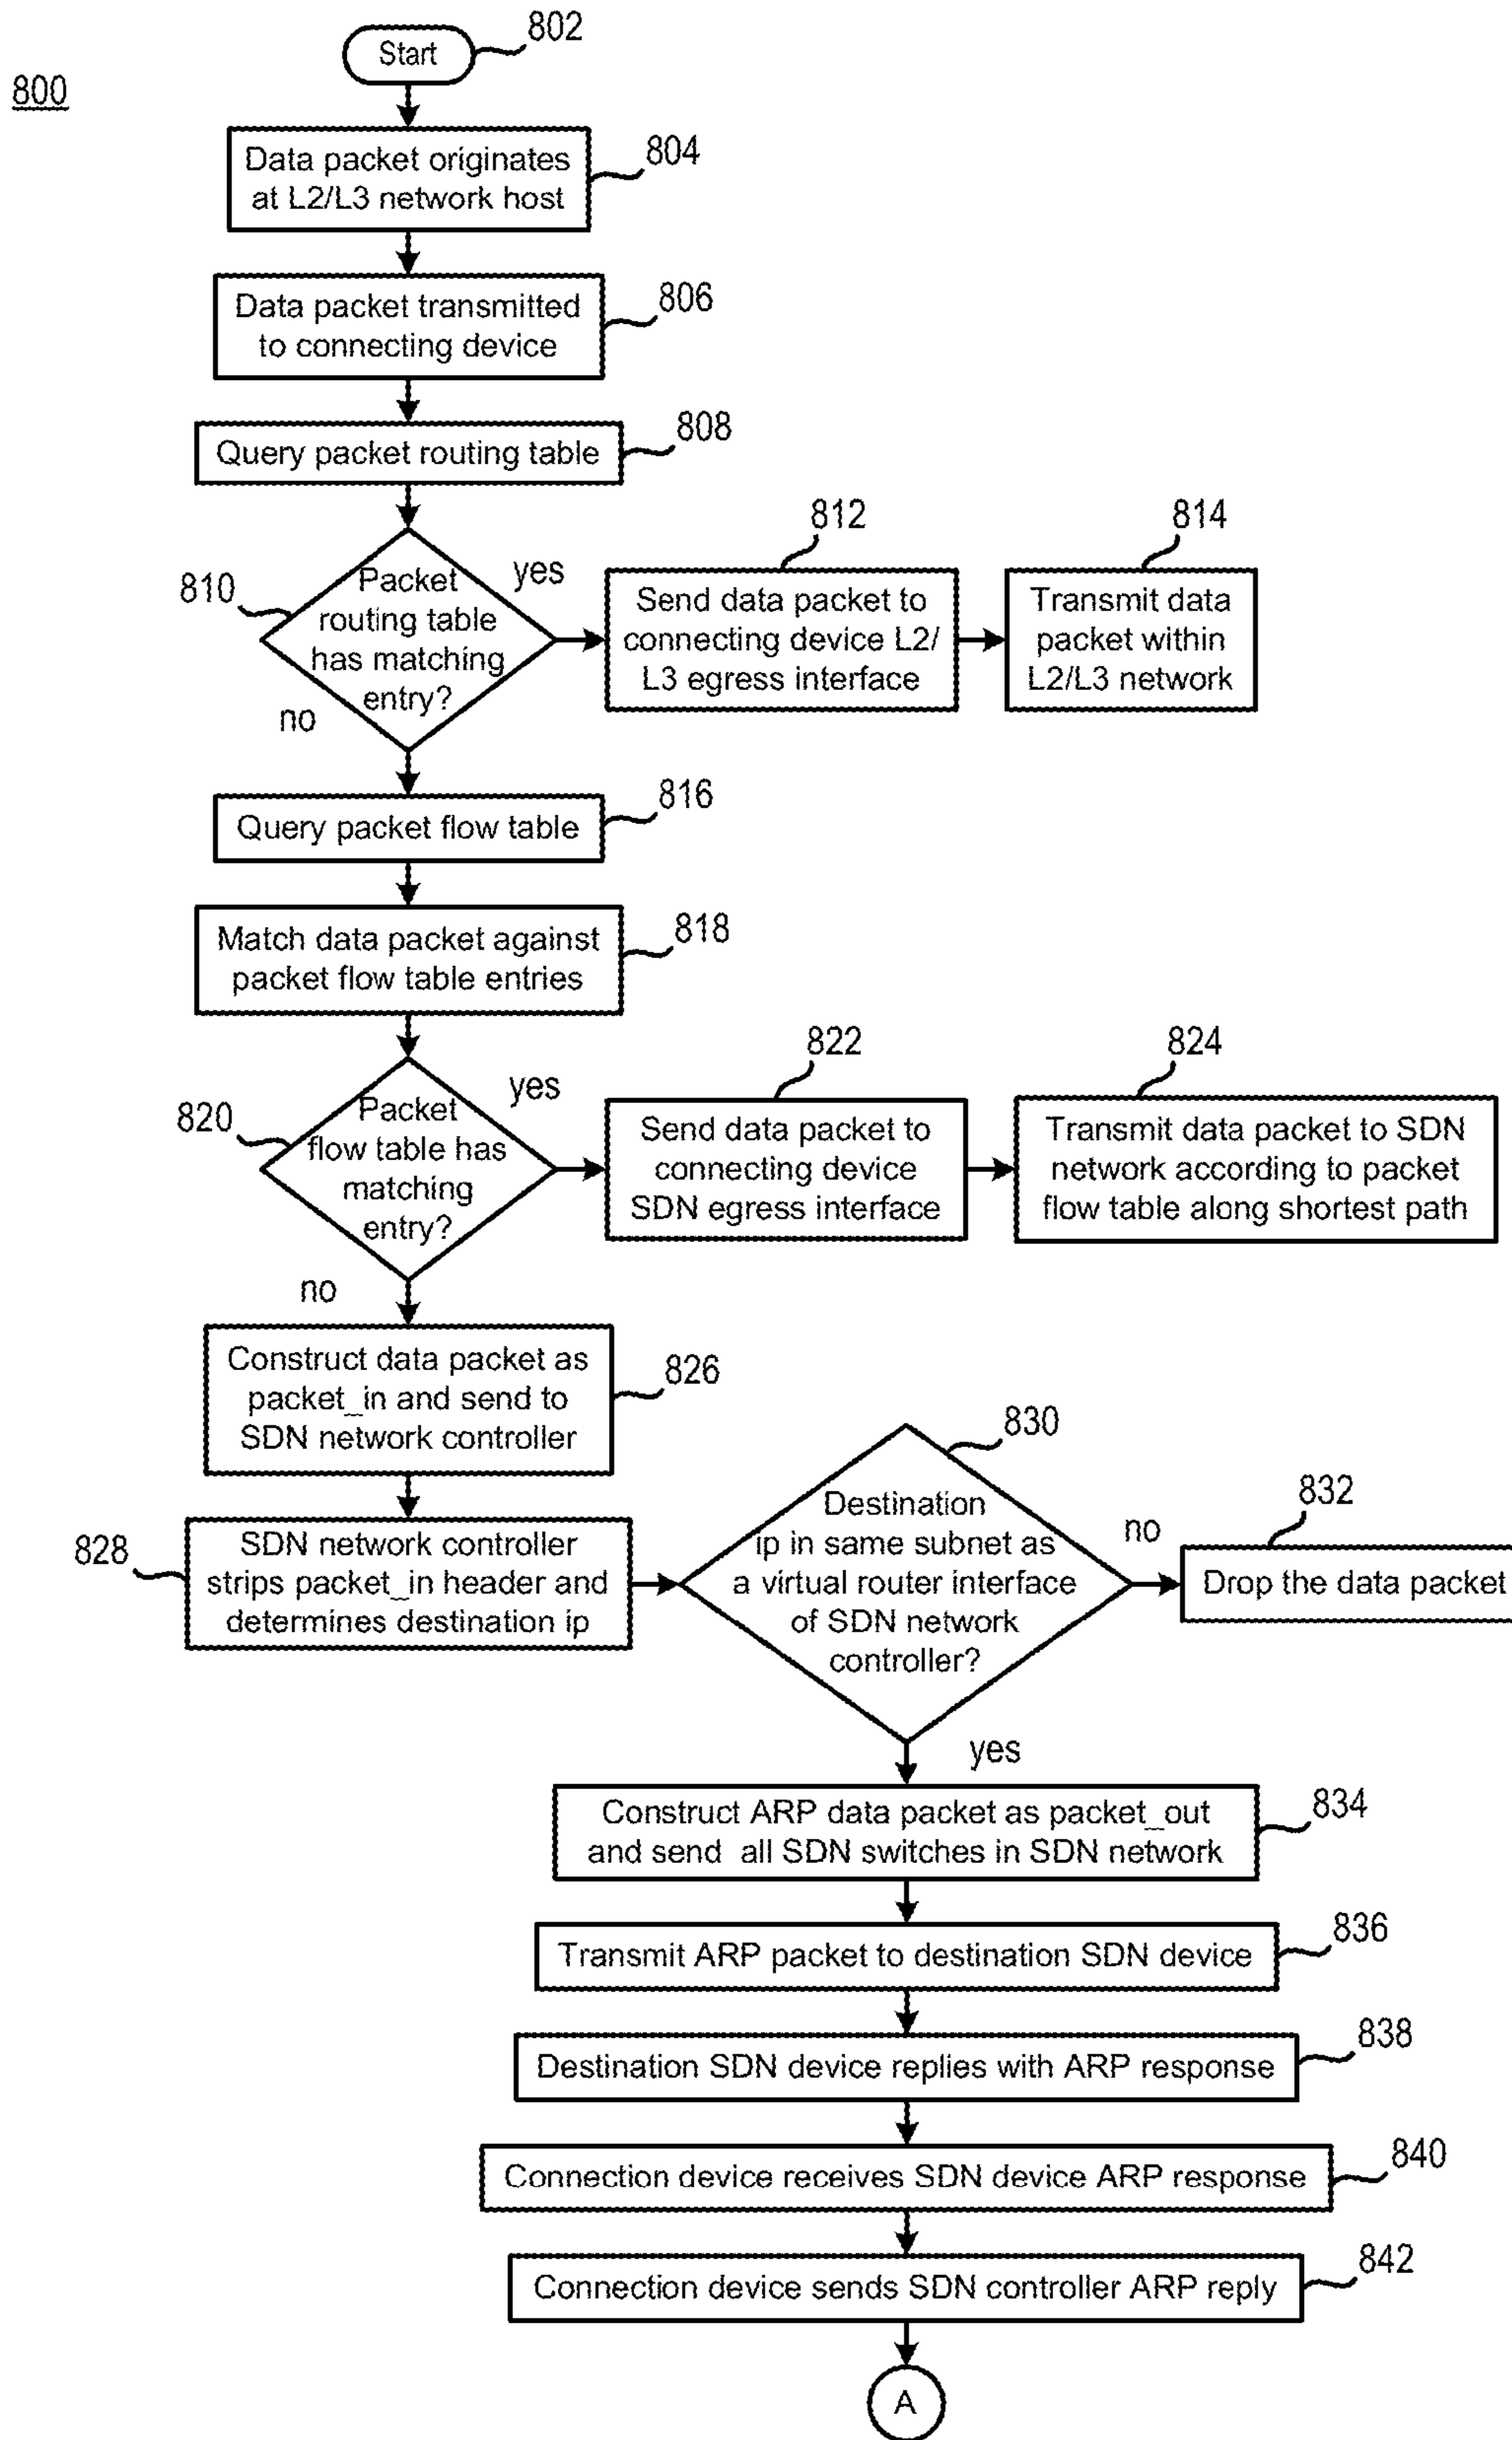 800
Start
802
Data packet originates
at L2/L3 network host
804
Data packet transmitted
to connecting device
806
Query packet routing table
808
810
Packet
routing table
has matching
entry?
yes
no
812
Send data packet to
connecting device L2/
L3 egress interface
814
Transmit data
packet within
L2/L3 network
Query packet flow table
816
Match data packet against
packet flow table entries
818
820
Packet
flow table has
matching
entry?
yes
no
822
Send data packet to
connecting device
SDN egress interface
824
Transmit data packet to SDN
network according to packet
flow table along shortest path
Construct data packet as
packet_in and send to
SDN network controller
826
828
SDN network controller
strips packet_in header and
determines destination ip
830
Destination
ip in same subnet as
a virtual router interface
of SDN network
controller?
no
832
Drop the data packet
yes
Construct ARP data packet as packet_out
and send all SDN switches in SDN network
834
Transmit ARP packet to destination SDN device
836
Destination SDN device replies with ARP response
838
Connection device receives SDN device ARP response
840
Connection device sends SDN controller ARP reply
842
A